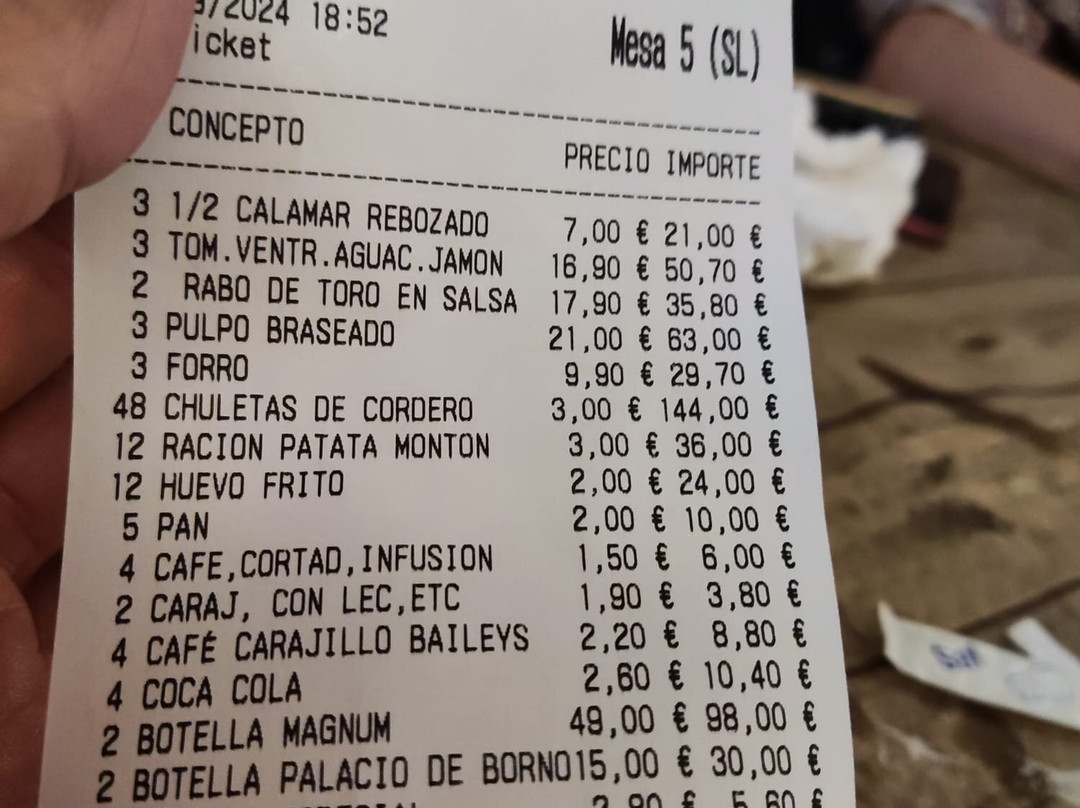 /2024 18:52
icket
Mesa 5 (SL)
CONCEPTO PRECIO IMPORTE
3 1/2 CALAMAR REBOZADO 7,00 € 21,00 €
3 TOM.VENTR.AGUAC.JAMON 16,90 € 50,70 €
2 RABO DE TORO EN SALSA 17,90 € 35,80 €
3 PULPO BRASEADO 21,00 € 63,00 €
3 FORRO 9,90 € 29,70 €
48 CHULETAS DE CORDERO 3,00 € 144,00 €
12 RACION PATATA MONTON 3,00 € 36,00 €
12 HUEVO FRITO 2,00 € 24,00 €
5 PAN 2,00 € 10,00 €
4 CAFE,CORTAD,INFUSION 1,50 € 6,00 €
2 CARAJ, CON LEC,ETC 1,90 € 3,80 €
4 CAFÉ CARAJILLO BAILEYS 2,20 € 8,80 €
4 COCA COLA 2,60 € 10,40 €
2 BOTELLA MAGNUM 49,00 € 98,00 €
2 BOTELLA PALACIO DE BORNO15,00 € 30,00 €